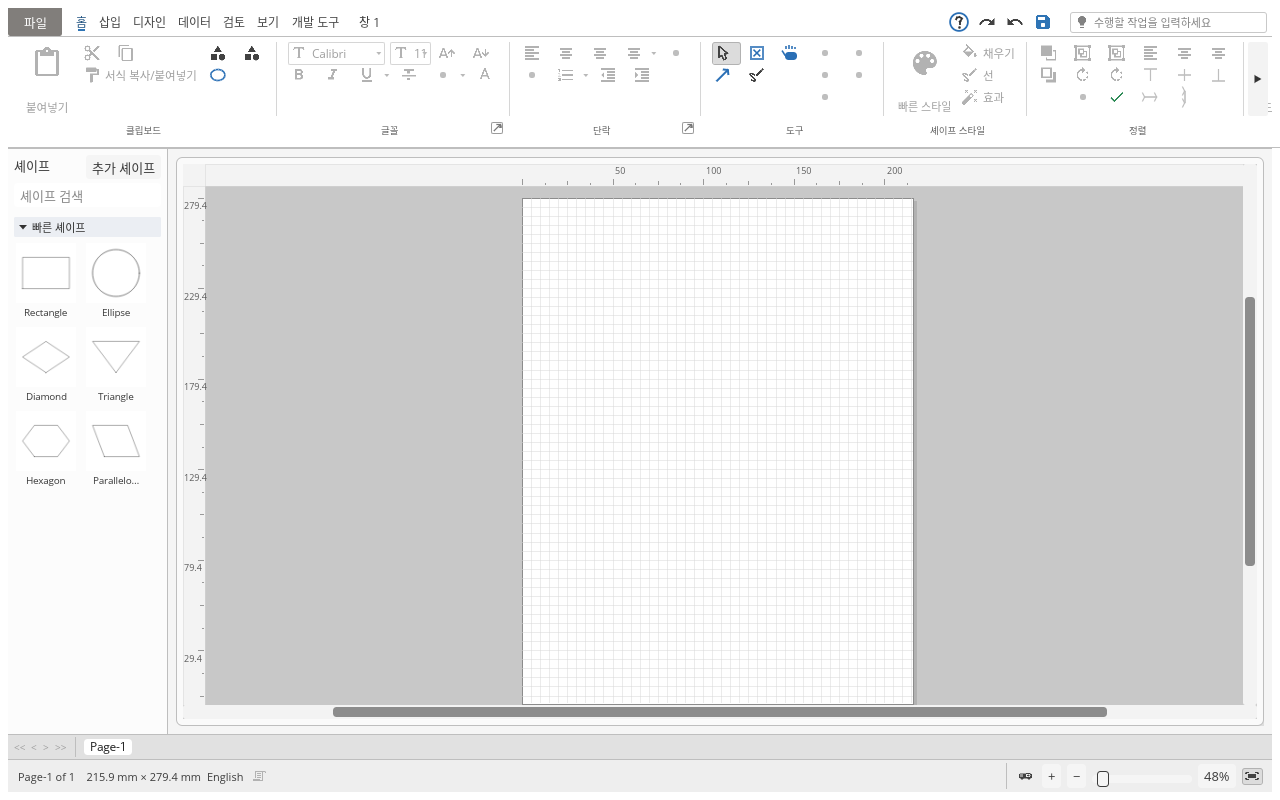 파일 홈 삽입 디자인 데이터 검토 보기 개발 도구 창 1 수행할 작업을 입력하세요
붙여넣기
서식 복사/붙여넣기
클립보드
Calibri
B I U
글꼴
단락
도구
빠른 스타일
채우기
선
효과
셰이프 스타일
정렬
셰이프 추가 셰이프
셰이프 검색
빠른 셰이프
Rectangle Ellipse
Diamond Triangle
Hexagon Parallelo...
50 100 150 200
279.4
229.4
179.4
129.4
79.4
29.4
<< < > >> Page-1
Page-1 of 1 215.9 mm × 279.4 mm English + − 48%